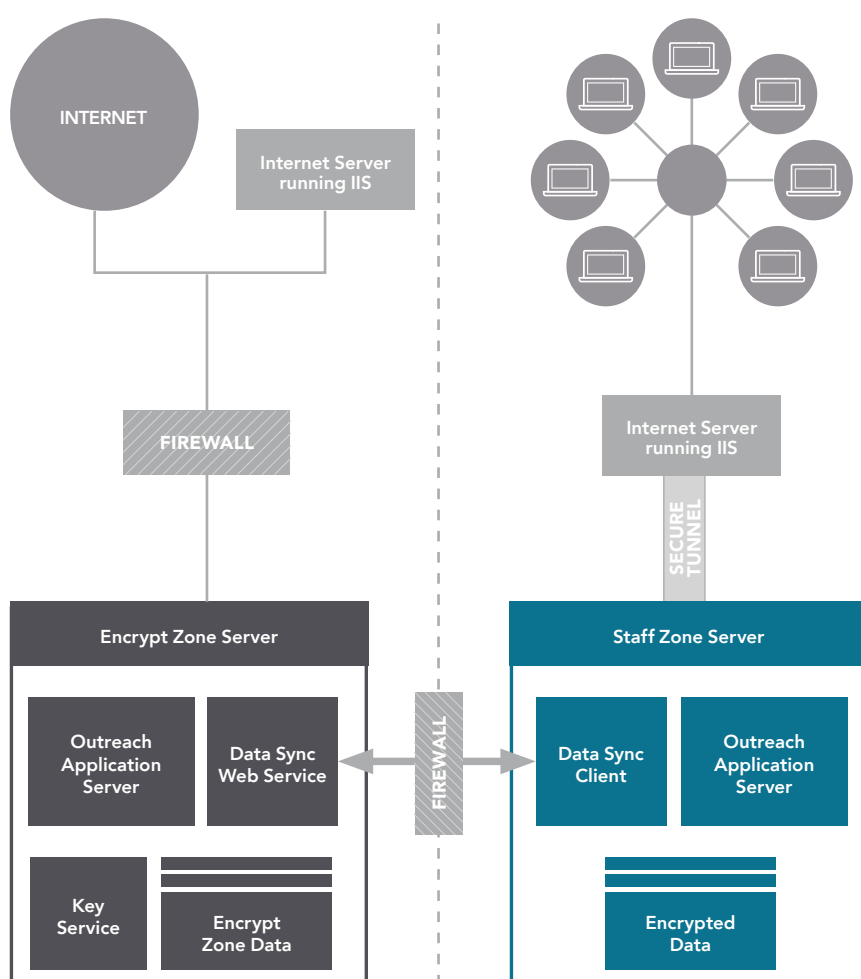 INTERNET
Internet Server
running IIS
FIREWALL
Encrypt Zone Server
Outreach
Application
Server
Data Sync
Web Service
Key
Service
Encrypt
Zone Data
FIREWALL
Internet Server
running IIS
SECURE
TUNNEL
Staff Zone Server
Data Sync
Client
Outreach
Application
Server
Encrypted
Data